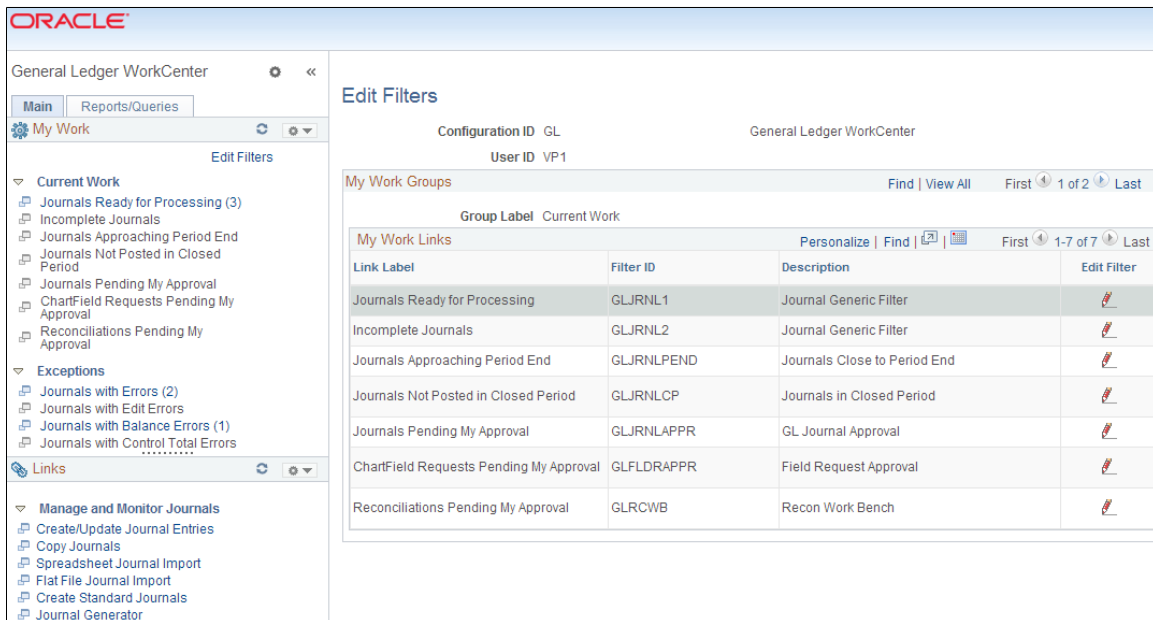 ORACLE
General Ledger WorkCenter
Main
Reports/Queries
My Work
Edit Filters
Current Work
Journals Ready for Processing (3)
Incomplete Journals
Journals Approaching Period End
Journals Not Posted in Closed
Period
Journals Pending My Approval
ChartField Requests Pending My
Approval
Reconciliations Pending My
Approval
Exceptions
Journals with Errors (2)
Journals with Edit Errors
Journals with Balance Errors (1)
Journals with Control Total Errors
Links
Manage and Monitor Journals
Create/Update Journal Entries
Copy Journals
Spreadsheet Journal Import
Flat File Journal Import
Create Standard Journals
Journal Generator
Edit Filters
Configuration ID GL General Ledger WorkCenter
User ID VP1
My Work Groups Find | View All First 1 of 2 Last
Group Label Current Work
My Work Links Personalize | Find | | First 1-7 of 7 Last
Link Label Filter ID Description Edit Filter
Journals Ready for Processing GLJRNL1 Journal Generic Filter
Incomplete Journals GLJRNL2 Journal Generic Filter
Journals Approaching Period End GLJRNLPEND Journals Close to Period End
Journals Not Posted in Closed Period GLJRNLCP Journals in Closed Period
Journals Pending My Approval GLJRNLAPPR GL Journal Approval
ChartField Requests Pending My Approval GLFLDRAPPR Field Request Approval
Reconciliations Pending My Approval GLRCWB Recon Work Bench